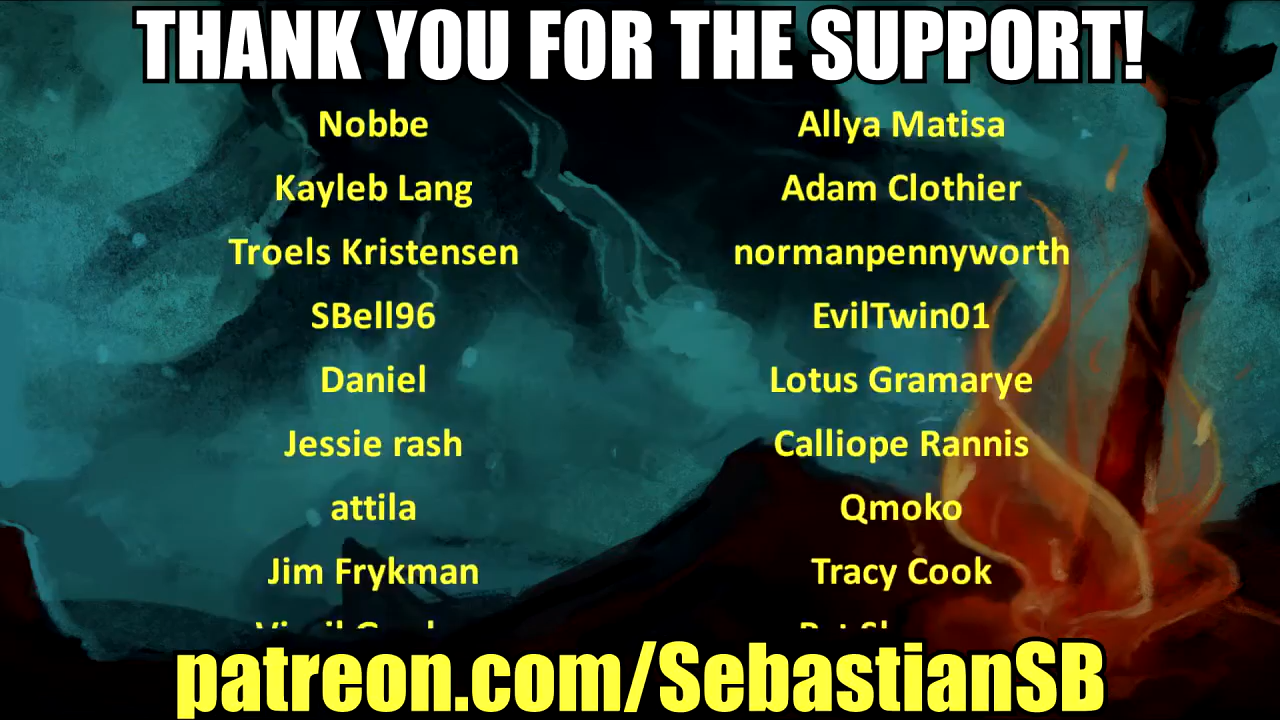 THANK YOU FOR THE SUPPORT!
Nobbe
Allya Matisa
Kayleb Lang
Adam Clothier
Troels Kristensen
normanpennyworth
SBell96
EvilTwin01
Daniel
Lotus Gramarye
Jessie rash
Calliope Rannis
attila
Qmoko
Jim Frykman
Tracy Cook
patreon.com/SebastianSB